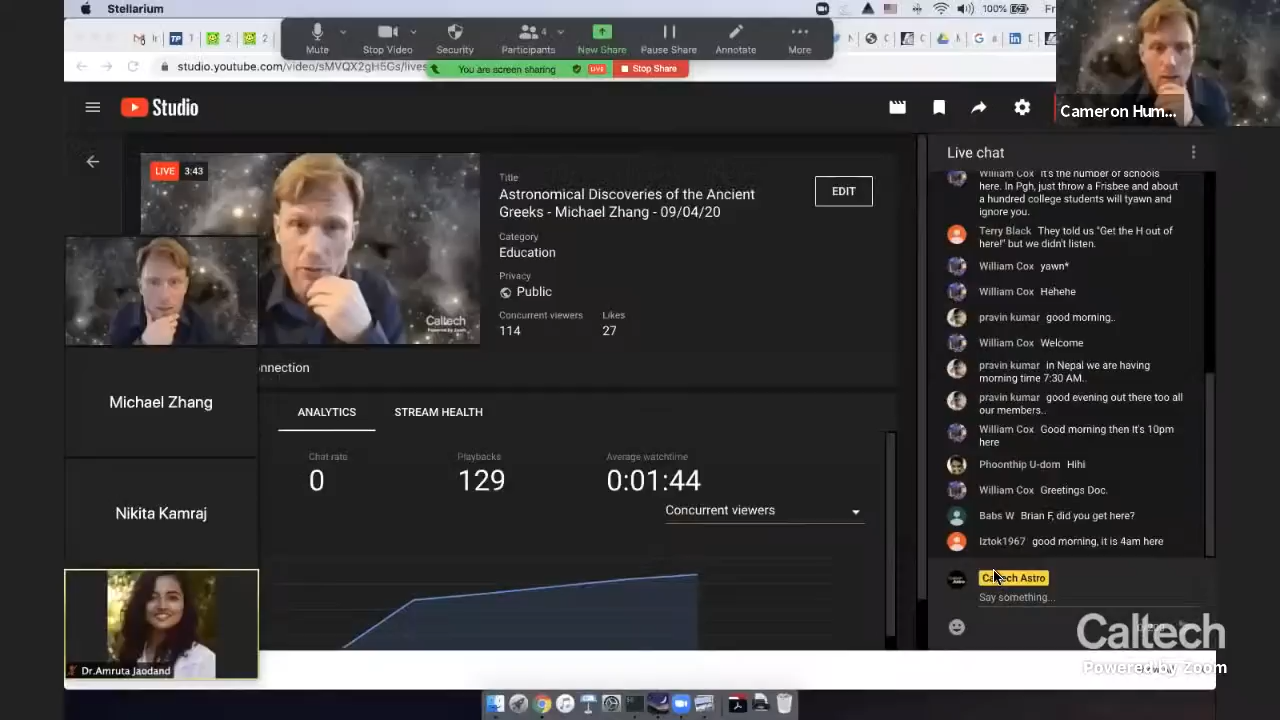 Stellarium
100%
Mute
Stop Video
Security
Participants
4
New Share
Pause Share
Annotate
More
studio.youtube.com/video/sMVQX2gH5Gs/lives
You are screen sharing
Stop Share
Cameron Hum...
Studio
LIVE 3:43
Caltech
Title
Astronomical Discoveries of the Ancient
Greeks - Michael Zhang - 09/04/20
EDIT
Category
Education
Privacy
Public
Concurrent viewers
Likes
114
27
nnection
Michael Zhang
Nikita Kamraj
Dr.Amruta Jaodand
ANALYTICS
STREAM HEALTH
Chat rate
Playbacks
Average watchtime
0
129
0:01:44
Concurrent viewers
Live chat
William Cox It's the number of schools
here. In Pgh, just throw a Frisbee and about
a hundred college students will tyawn and
ignore you.
Terry Black They told us "Get the H out of
here!" but we didn't listen.
William Cox yawn*
William Cox Hehehe
pravin kumar good morning..
William Cox Welcome
pravin kumar in Nepal we are having
morning time 7:30 AM..
pravin kumar good evening out there too all
our members..
William Cox Good morning then It's 10pm
here
Phoonthip U-dom Hihi
William Cox Greetings Doc.
Babs W Brian F, did you get here?
Iztok1967 good morning, it is 4am here
Caltech Astro
Say something...
Caltech
Powered by Zoom